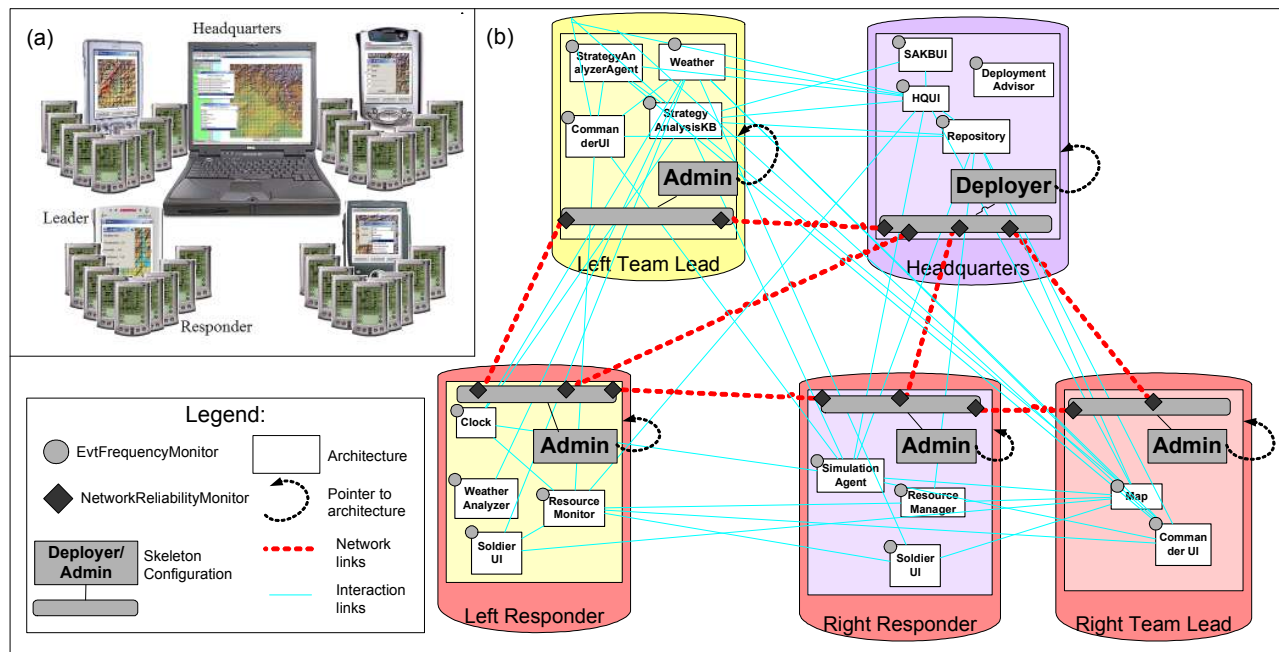 (a)
Headquarters
Leader
Responder
(b)
StrategyAn
alyzerAgent
Weather
Comman
derUI
Strategy
AnalysisKB
Admin
Left Team Lead
SAKBUI
Deployment
Advisor
HQUI
Repository
Deployer
Headquarters
Legend:
EvtFrequencyMonitor
Architecture
NetworkReliabilityMonitor
Pointer to
architecture
Deployer/
Admin
Skeleton
Configuration
Network
links
Interaction
links
Clock
Admin
Weather
Analyzer
Resource
Monitor
Soldier
UI
Left Responder
Admin
Simulation
Agent
Resource
Manager
Soldier
UI
Right Responder
Admin
Map
Comman
der UI
Right Team Lead